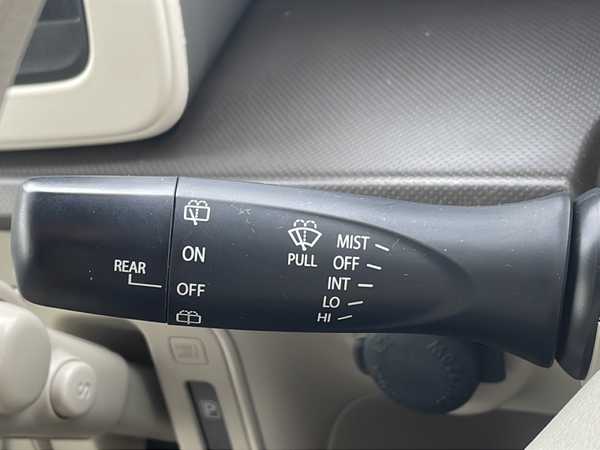 REAR
ON
OFF
PULL
MIST
OFF
INT
LO
HI
P